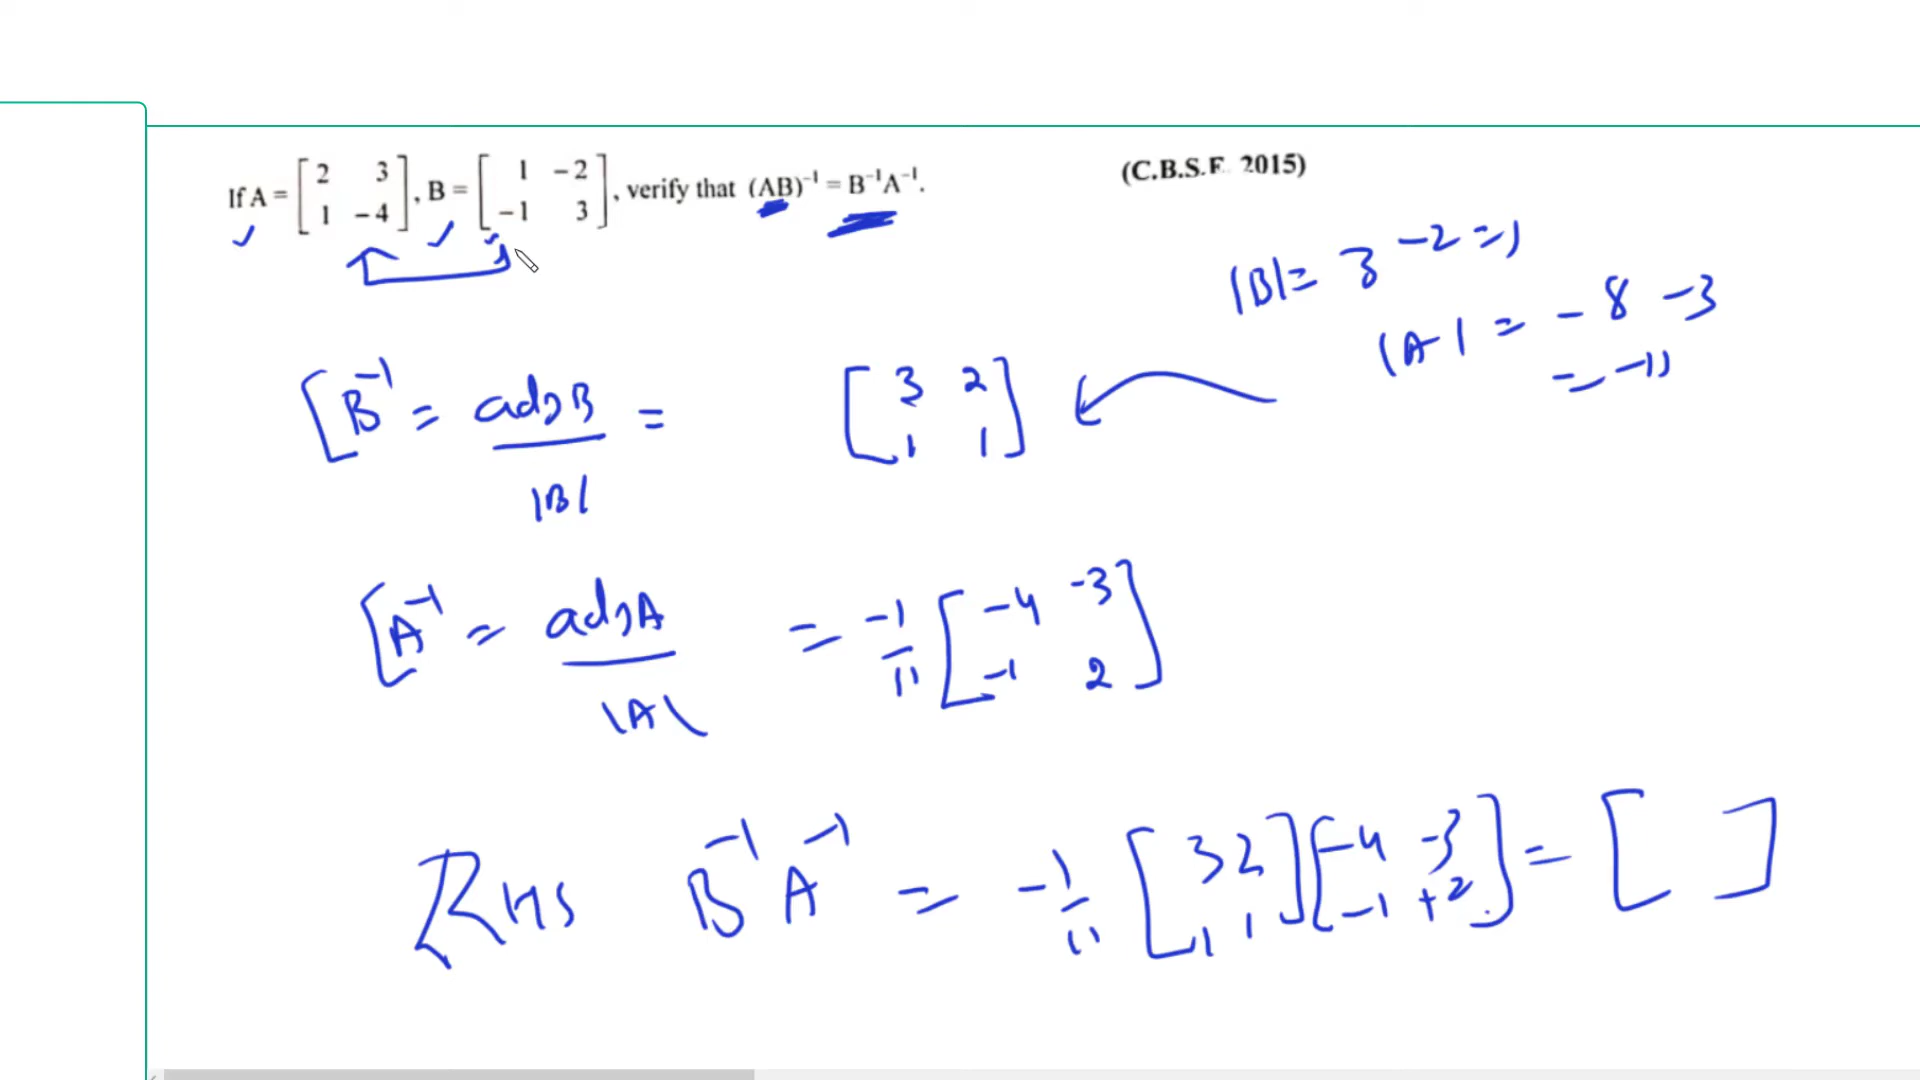 If A = [2 3 1 -4], B = [1 -2 -1 3], verify that (AB)⁻¹ = B⁻¹A⁻¹. (C.B.S.E. 2015)
|B| = 3 -2 = 1
|A| = -8 -3
= -11
B⁻¹ = adj B / |B| = [3 2 1 1]
A⁻¹ = adj A / |A| = -1/11 [-4 -3 -1 2]
RHS B⁻¹ A⁻¹ = -1/11 [3 2 1 1] [-4 -3 -1 +2] = [ ]